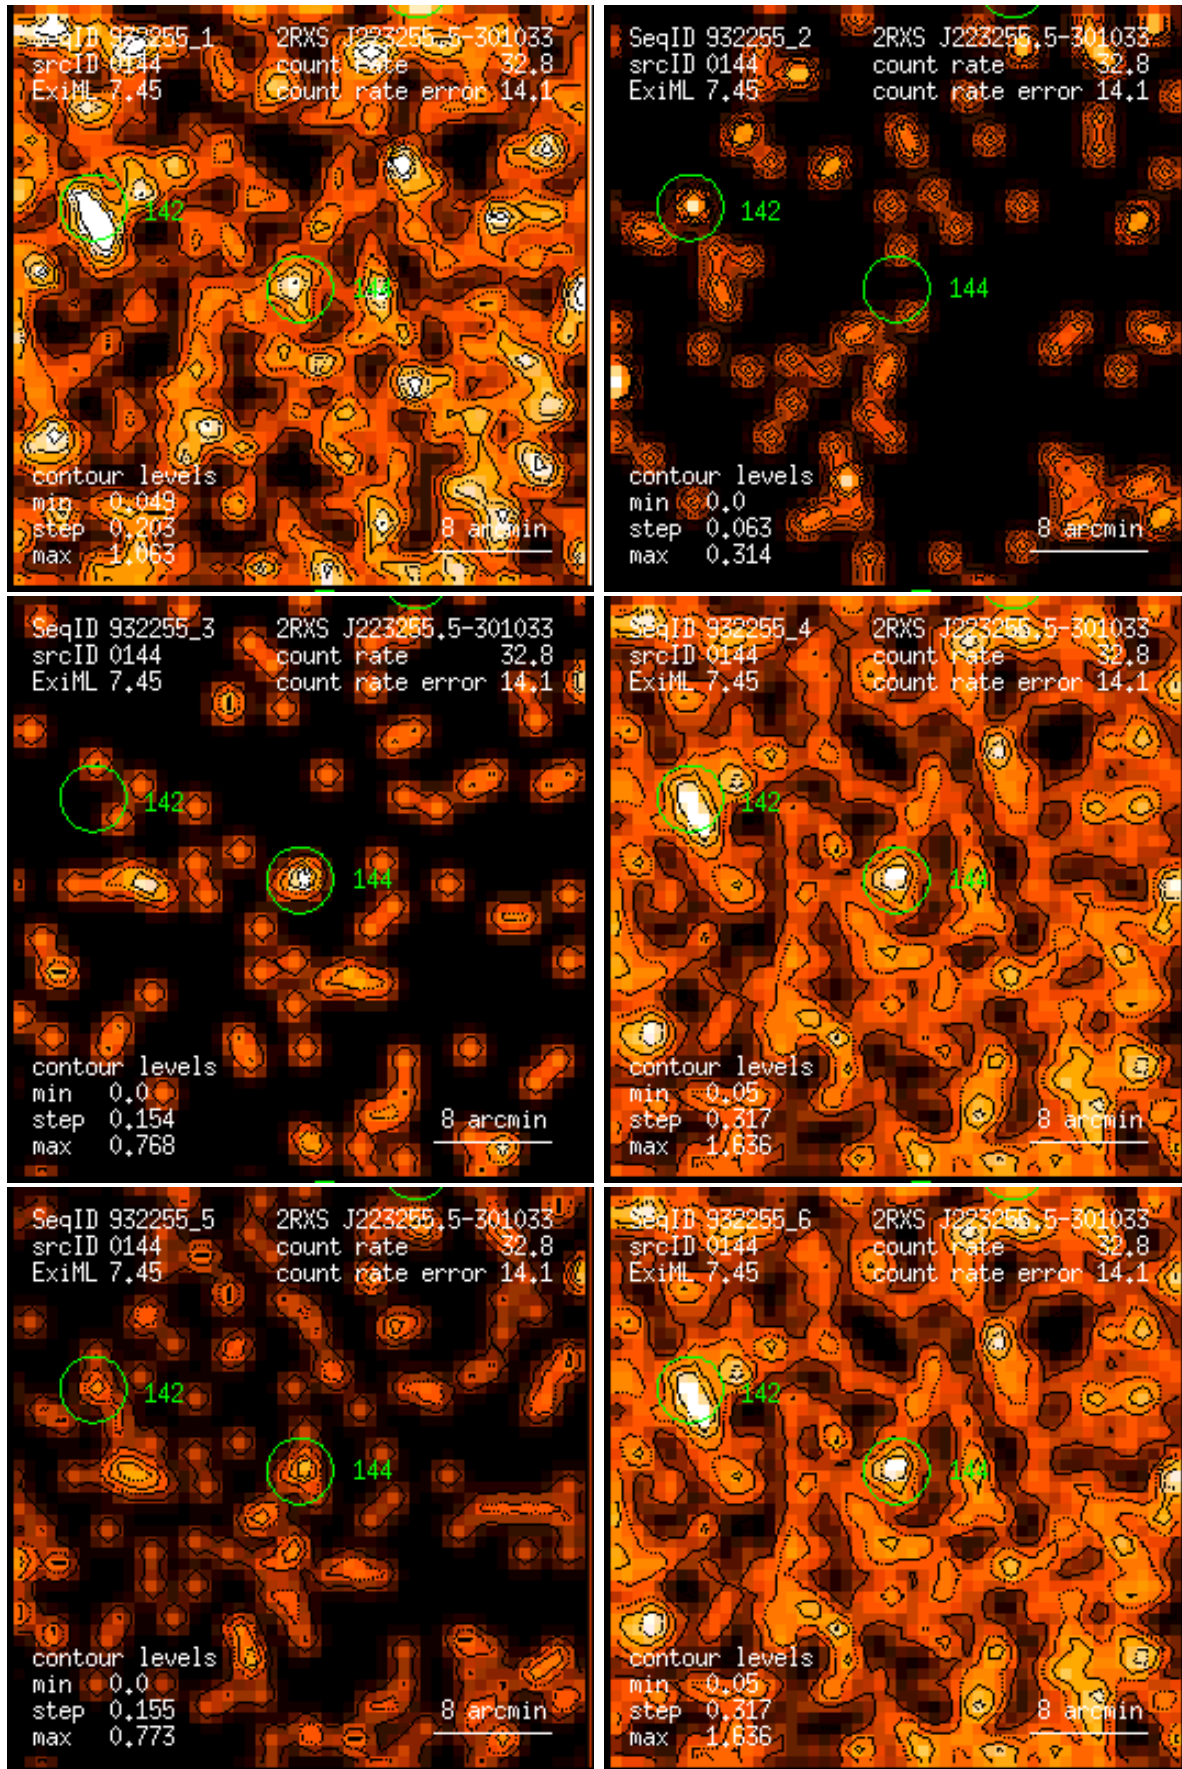 SeqID 932255_1 2RXS J223255.5-301033
srcID 0144 count rate 32.8
ExiML 7.45 count rate error 14.1
142
144
contour levels
min 0.049
step 0.203
max 1.063
8 arcmin
SeqID 932255_2 2RXS J223255.5-301033
srcID 0144 count rate 32.8
ExiML 7.45 count rate error 14.1
142
144
contour levels
min 0.0
step 0.063
max 0.314
8 arcmin
SeqID 932255_3 2RXS J223255.5-301033
srcID 0144 count rate 32.8
ExiML 7.45 count rate error 14.1
142
144
contour levels
min 0.0
step 0.154
max 0.768
8 arcmin
SeqID 932255_4 2RXS J223255.5-301033
srcID 0144 count rate 32.8
ExiML 7.45 count rate error 14.1
142
144
contour levels
min 0.05
step 0.317
max 1.636
8 arcmin
SeqID 932255_5 2RXS J223255.5-301033
srcID 0144 count rate 32.8
ExiML 7.45 count rate error 14.1
142
144
contour levels
min 0.0
step 0.155
max 0.773
8 arcmin
SeqID 932255_6 2RXS J223255.5-301033
srcID 0144 count rate 32.8
ExiML 7.45 count rate error 14.1
142
144
contour levels
min 0.05
step 0.317
max 1.636
8 arcmin